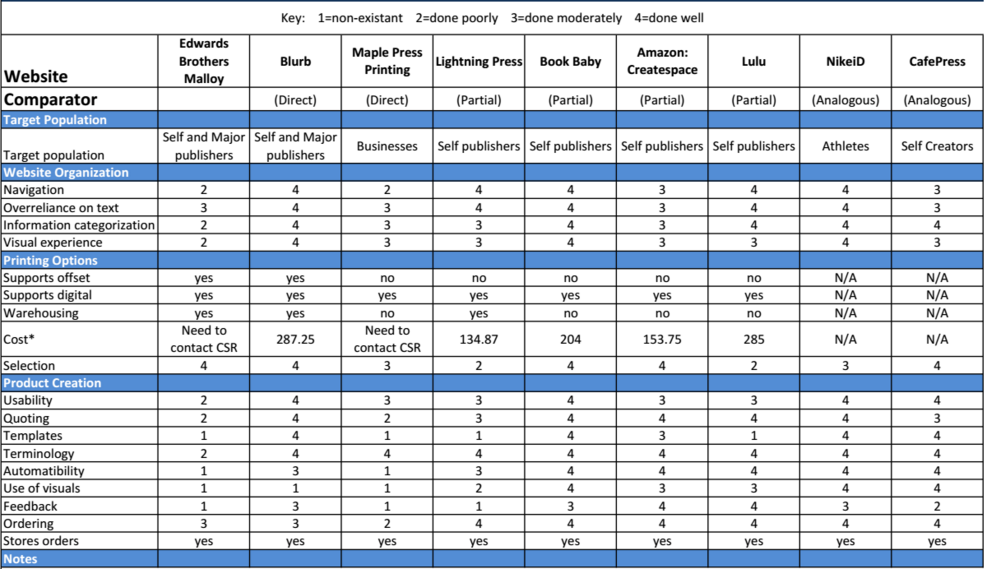 Key: 1=non-existant 2=done poorly 3=done moderately 4=done well
Website Edwards Brothers Malloy Blurb Maple Press Printing Lightning Press Book Baby Amazon: Createspace Lulu NikeiD CafePress
Comparator (Direct) (Direct) (Partial) (Partial) (Partial) (Partial) (Analogous) (Analogous)
Target Population
Target population Self and Major publishers Self and Major publishers Businesses Self publishers Self publishers Self publishers Self publishers Athletes Self Creators
Website Organization
Navigation 2 4 2 4 4 3 4 4 3
Overreliance on text 3 4 3 4 4 3 4 4 3
Information categorization 2 4 3 3 4 3 4 4 4
Visual experience 2 4 3 3 4 3 3 4 3
Printing Options
Supports offset yes yes no no no no no N/A N/A
Supports digital yes yes yes yes yes yes yes N/A N/A
Warehousing yes yes no yes no no no N/A N/A
Cost* Need to contact CSR 287.25 Need to contact CSR 134.87 204 153.75 285 N/A N/A
Selection 4 4 3 2 4 4 2 3 4
Product Creation
Usability 2 4 3 3 4 3 3 4 4
Quoting 2 4 2 3 4 4 4 4 3
Templates 1 4 1 1 4 3 1 4 4
Terminology 2 4 4 4 4 4 4 4 4
Automatibility 1 3 1 3 4 4 4 4 4
Use of visuals 1 1 1 2 4 3 3 4 4
Feedback 1 3 1 1 3 4 4 3 2
Ordering 3 3 2 4 4 4 4 4 4
Stores orders yes yes yes yes yes yes yes yes yes
Notes